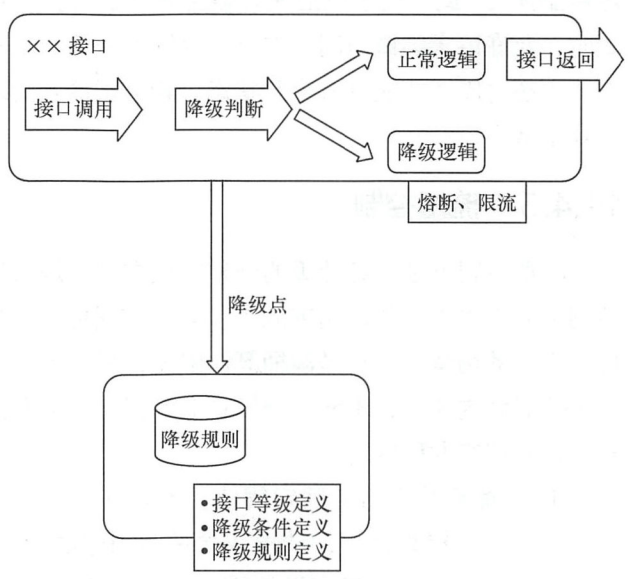 ××接口
接口调用
降级判断
正常逻辑
接口返回
降级逻辑
熔断、限流
降级点
降级规则
•接口等级定义
•降级条件定义
•降级规则定义